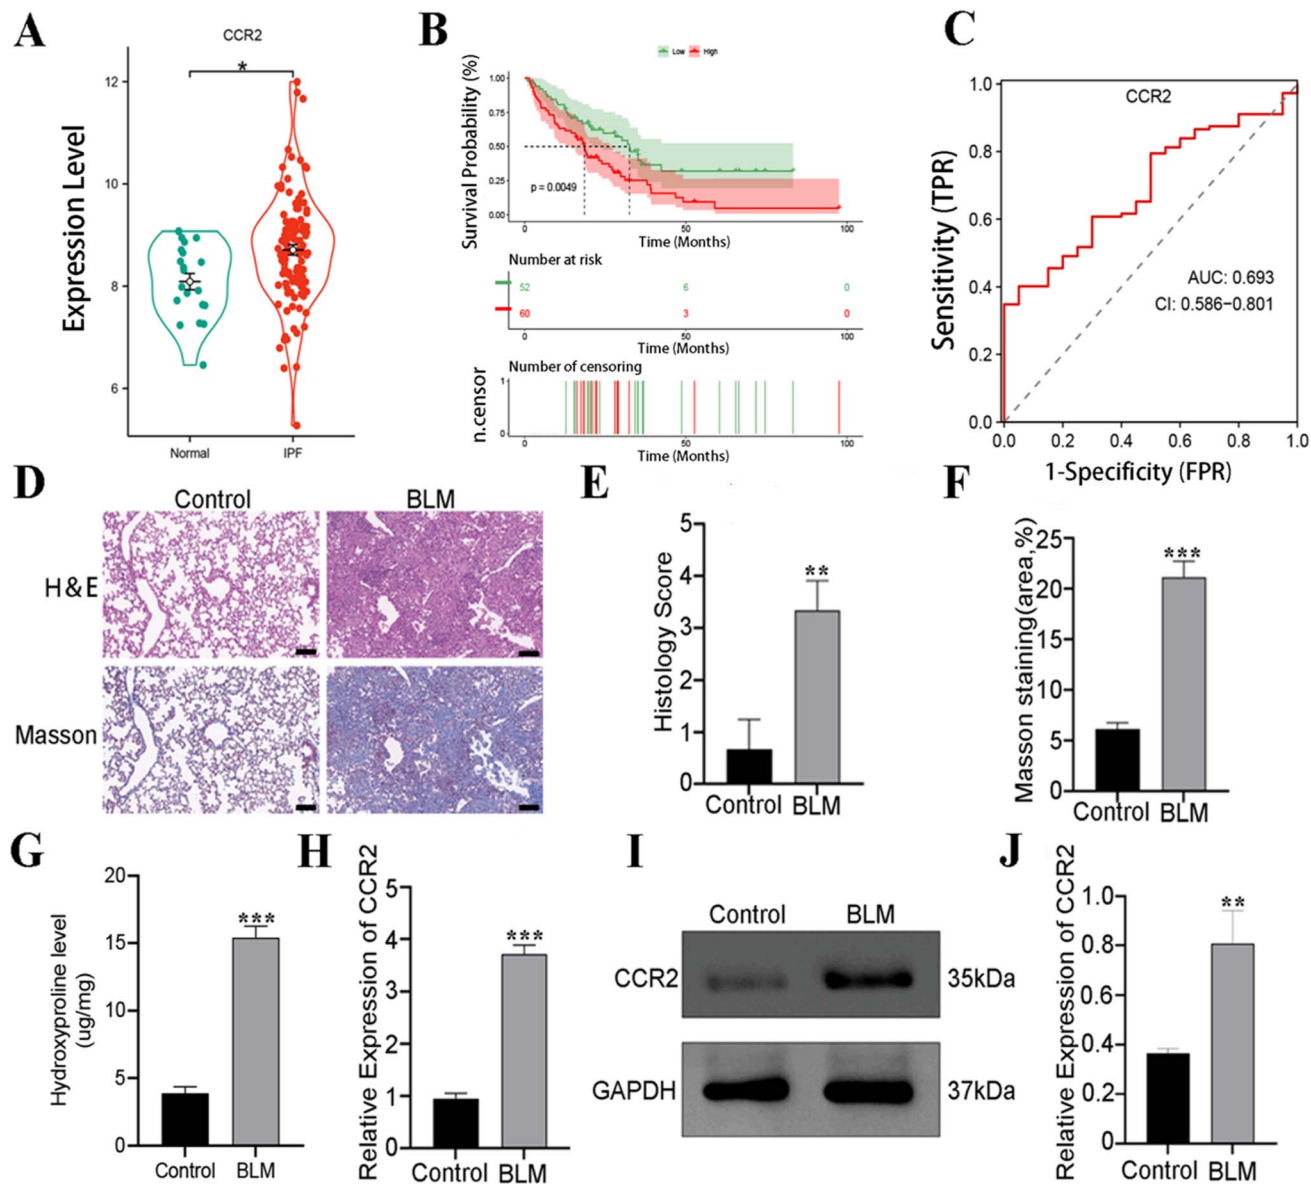 A
CCR2
*
Expression Level
12
10
8
6
Normal
IPF
B
Low
High
Survival Probability (%)
1.00
0.75
0.50
0.25
0.00
p = 0.0049
0
50
100
Time (Months)
Number at risk
52
6
0
60
3
0
0
50
100
Time (Months)
Number of censoring
n.censor
1
0
0
50
100
Time (Months)
C
CCR2
Sensitivity (TPR)
1.0
0.8
0.6
0.4
0.2
0.0
AUC: 0.693
CI: 0.586–0.801
0.0
0.2
0.4
0.6
0.8
1.0
1-Specificity (FPR)
D
Control
BLM
H&E
Masson
E
Histology Score
5
4
3
2
1
0
**
Control
BLM
F
Masson staining(area,%)
25
20
15
10
5
0
***
Control
BLM
G
Hydroxyproline level
(ug/mg)
20
15
10
5
0
***
Control
BLM
H
Relative Expression of CCR2
5
4
3
2
1
0
***
Control
BLM
I
Control
BLM
CCR2
35kDa
GAPDH
37kDa
J
Relative Expression of CCR2
1.0
0.8
0.6
0.4
0.2
0
**
Control
BLM